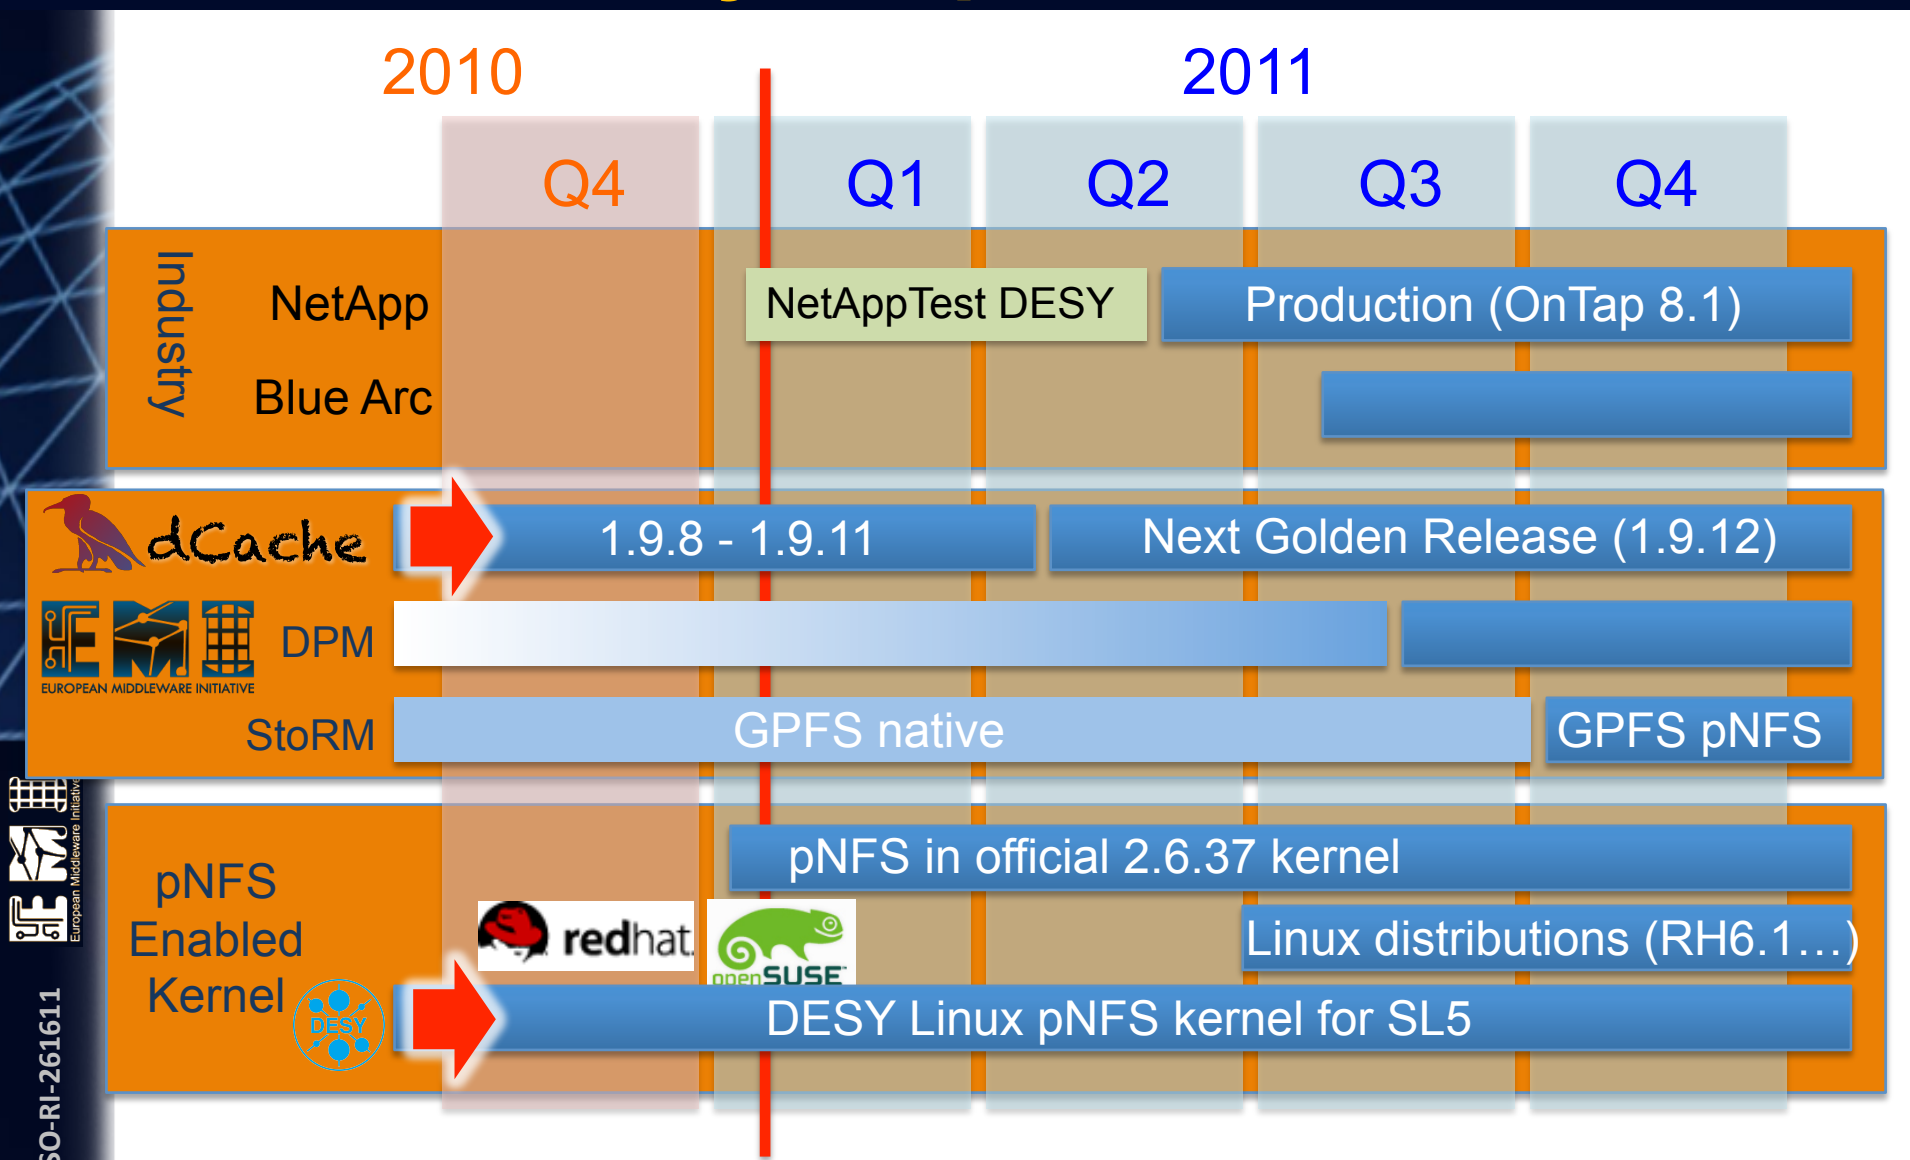 2010
2011
Q4
Q1
Q2
Q3
Q4
Industry
NetApp
NetAppTest DESY
Production (OnTap 8.1)
Blue Arc
dCache
1.9.8 - 1.9.11
Next Golden Release (1.9.12)
EMI
EUROPEAN MIDDLEWARE INITIATIVE
DPM
StoRM
GPFS native
GPFS pNFS
EMI
European Middleware Initiative
pNFS
Enabled
Kernel
pNFS in official 2.6.37 kernel
redhat.
openSUSE
Linux distributions (RH6.1...)
DESY
DESY Linux pNFS kernel for SL5
SO-RI-261611